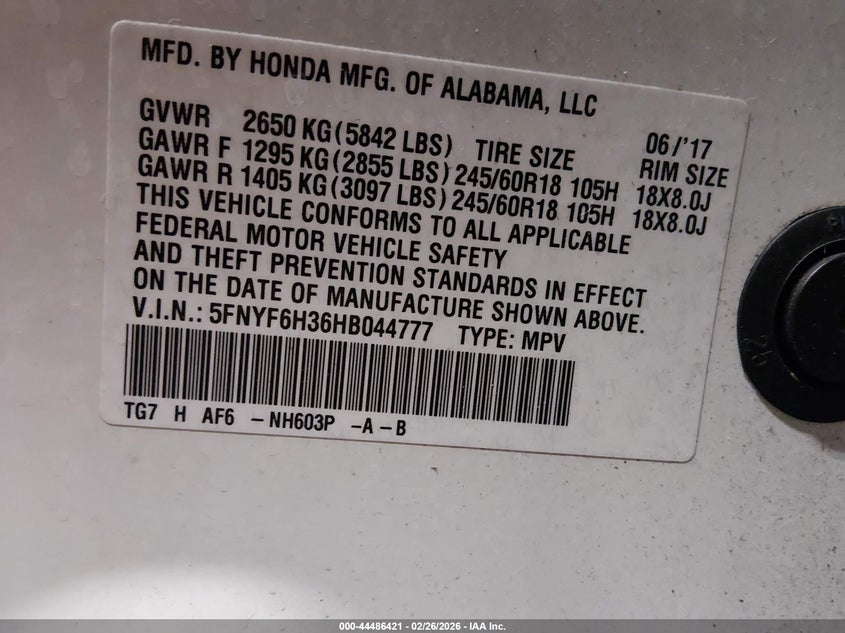 MFD. BY HONDA MFG. OF ALABAMA, LLC
GVWR 2650 KG (5842 LBS) TIRE SIZE 06/'17 RIM SIZE
GAWR F 1295 KG (2855 LBS) 245/60R18 105H 18X8.0J
GAWR R 1405 KG (3097 LBS) 245/60R18 105H 18X8.0J
THIS VEHICLE CONFORMS TO ALL APPLICABLE
FEDERAL MOTOR VEHICLE SAFETY
AND THEFT PREVENTION STANDARDS IN EFFECT
ON THE DATE OF MANUFACTURE SHOWN ABOVE.
V.I.N.: 5FNYF6H36HB044777 TYPE: MPV
TG7 H AF6 - NH603P -A - B
25
000-44486421 - 02/26/2026 - IAA Inc.